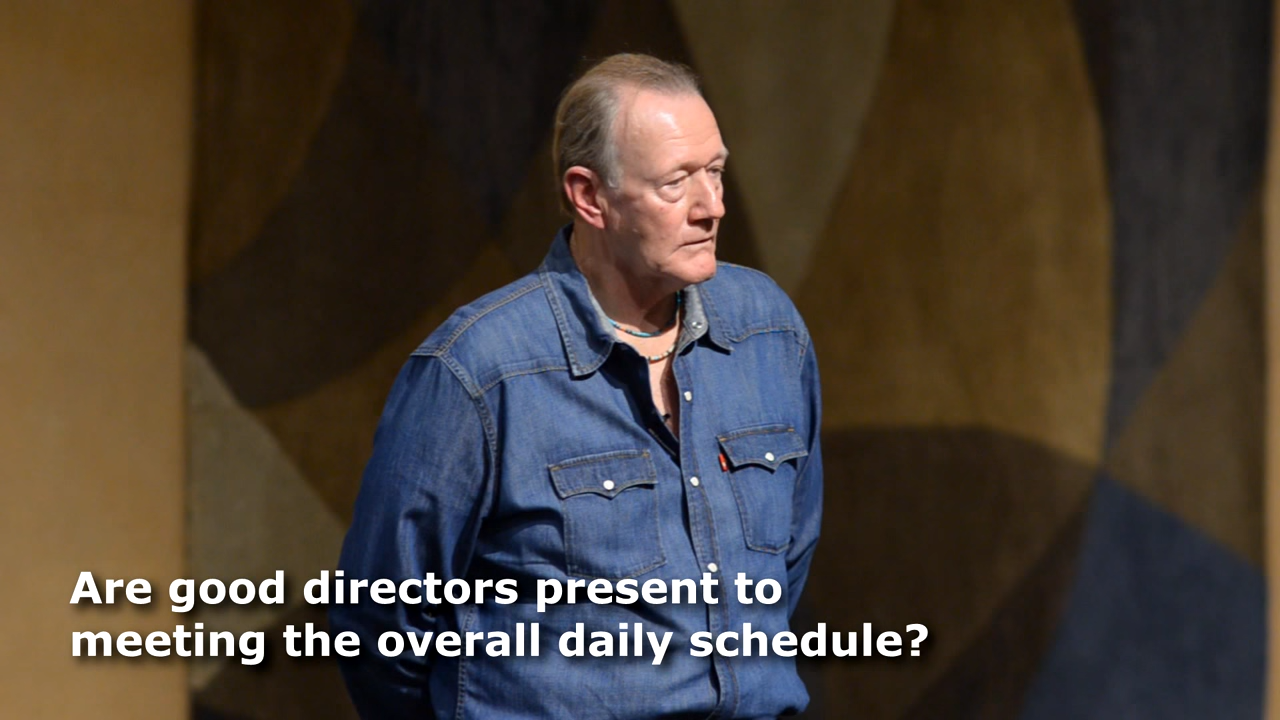 Are good directors present to
meeting the overall daily schedule?